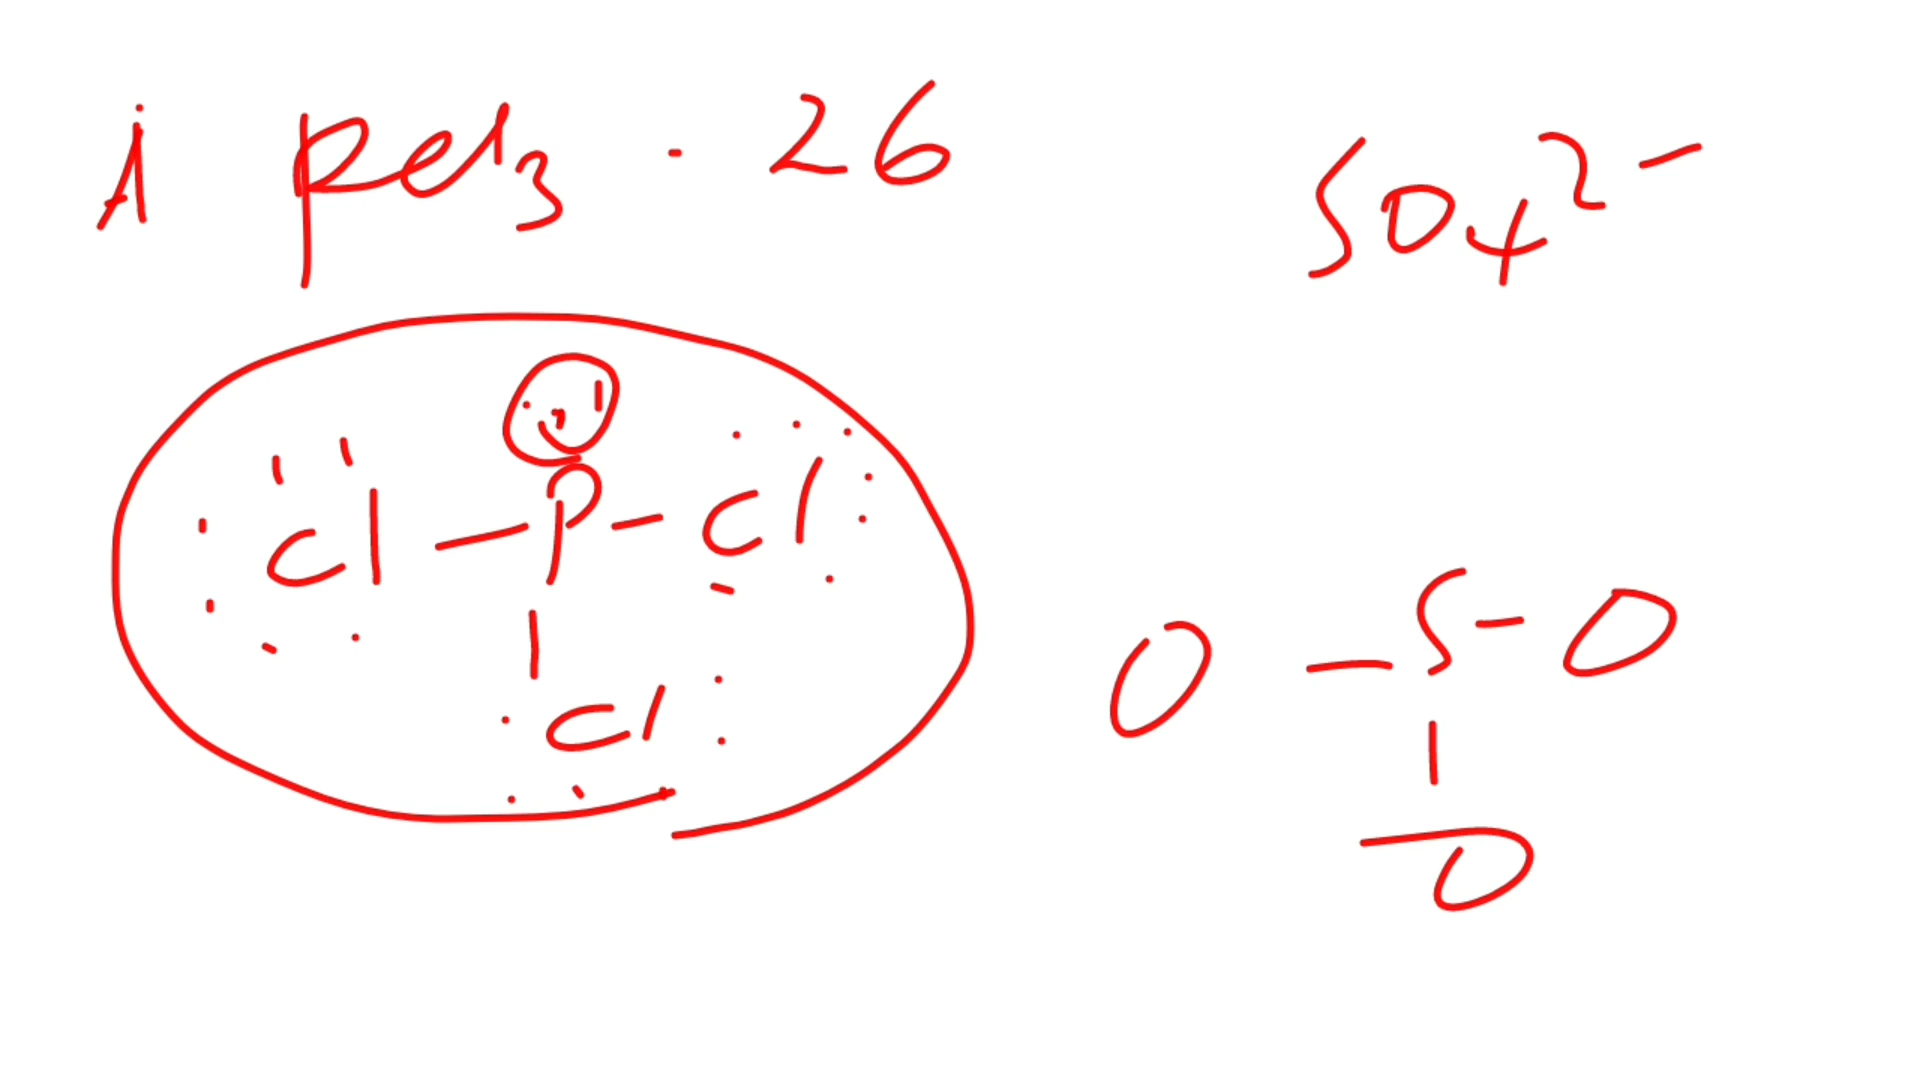 i pcl3 - 26
SO4 2-
Cl - P - Cl
Cl
O - S - O
O